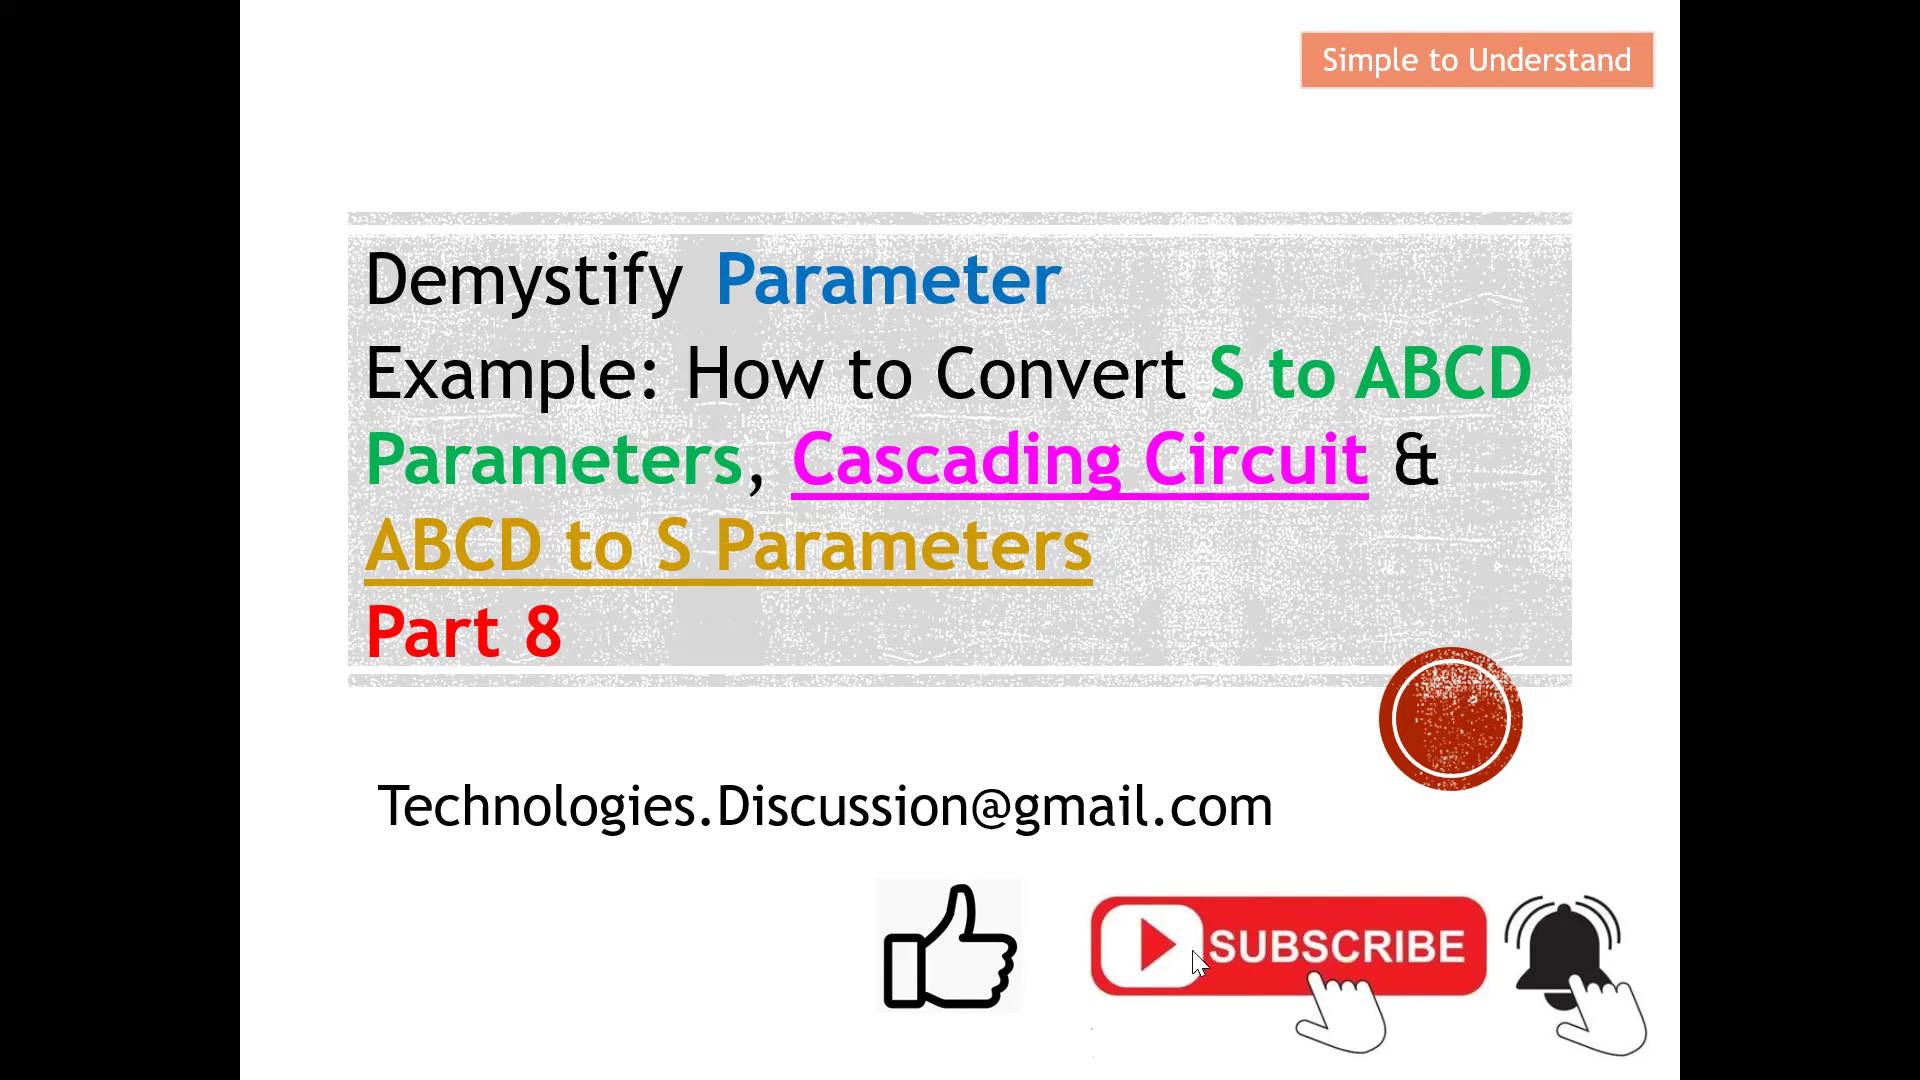 Simple to Understand
Demystify Parameter
Example: How to Convert S to ABCD
Parameters, Cascading Circuit &
ABCD to S Parameters
Part 8
Technologies.Discussion@gmail.com
SUBSCRIBE